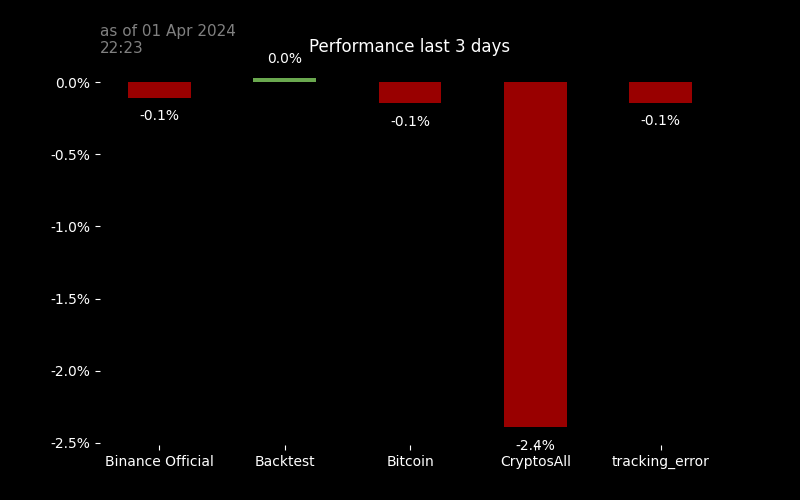 as of 01 Apr 2024
22:23
Performance last 3 days
0.0%
0.0%
-0.1%
-0.1%
-0.1%
-0.5%
-1.0%
-1.5%
-2.0%
-2.5%
-2.4%
Binance Official
Backtest
Bitcoin
CryptosAll
tracking_error